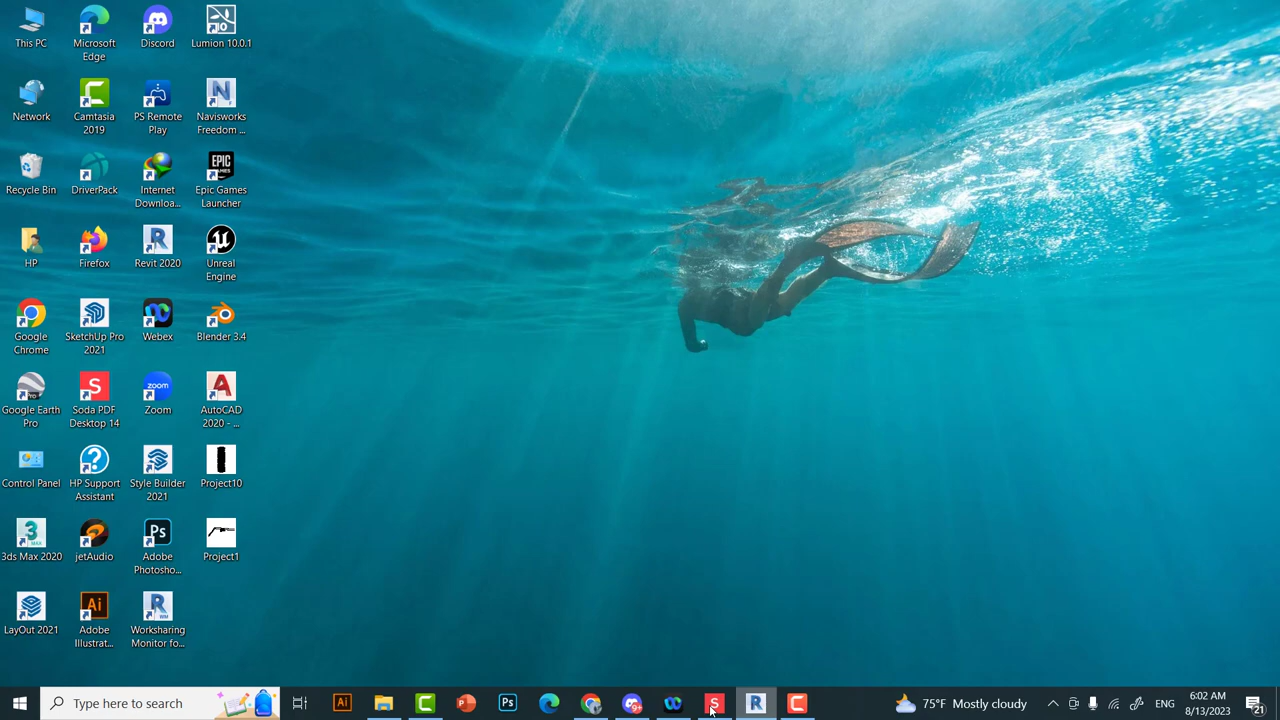 This PC
Microsoft
Edge
Discord
Lumion 10.0.1
Network
Camtasia
2019
PS Remote
Play
Navisworks
Freedom ...
Recycle Bin
DriverPack
Internet
Downloa...
Epic Games
Launcher
HP
Firefox
Revit 2020
Unreal
Engine
Google
Chrome
SketchUp Pro
2021
Webex
Blender 3.4
Google Earth
Pro
Soda PDF
Desktop 14
Zoom
AutoCAD
2020 - ...
Control Panel
HP Support
Assistant
Style Builder
2021
Project10
3ds Max 2020
jetAudio
Adobe
Photosho...
Project1
LayOut 2021
Adobe
Illustrat...
Worksharing
Monitor fo...
Type here to search
75°F Mostly cloudy
ENG
6:02 AM
8/13/2023
21